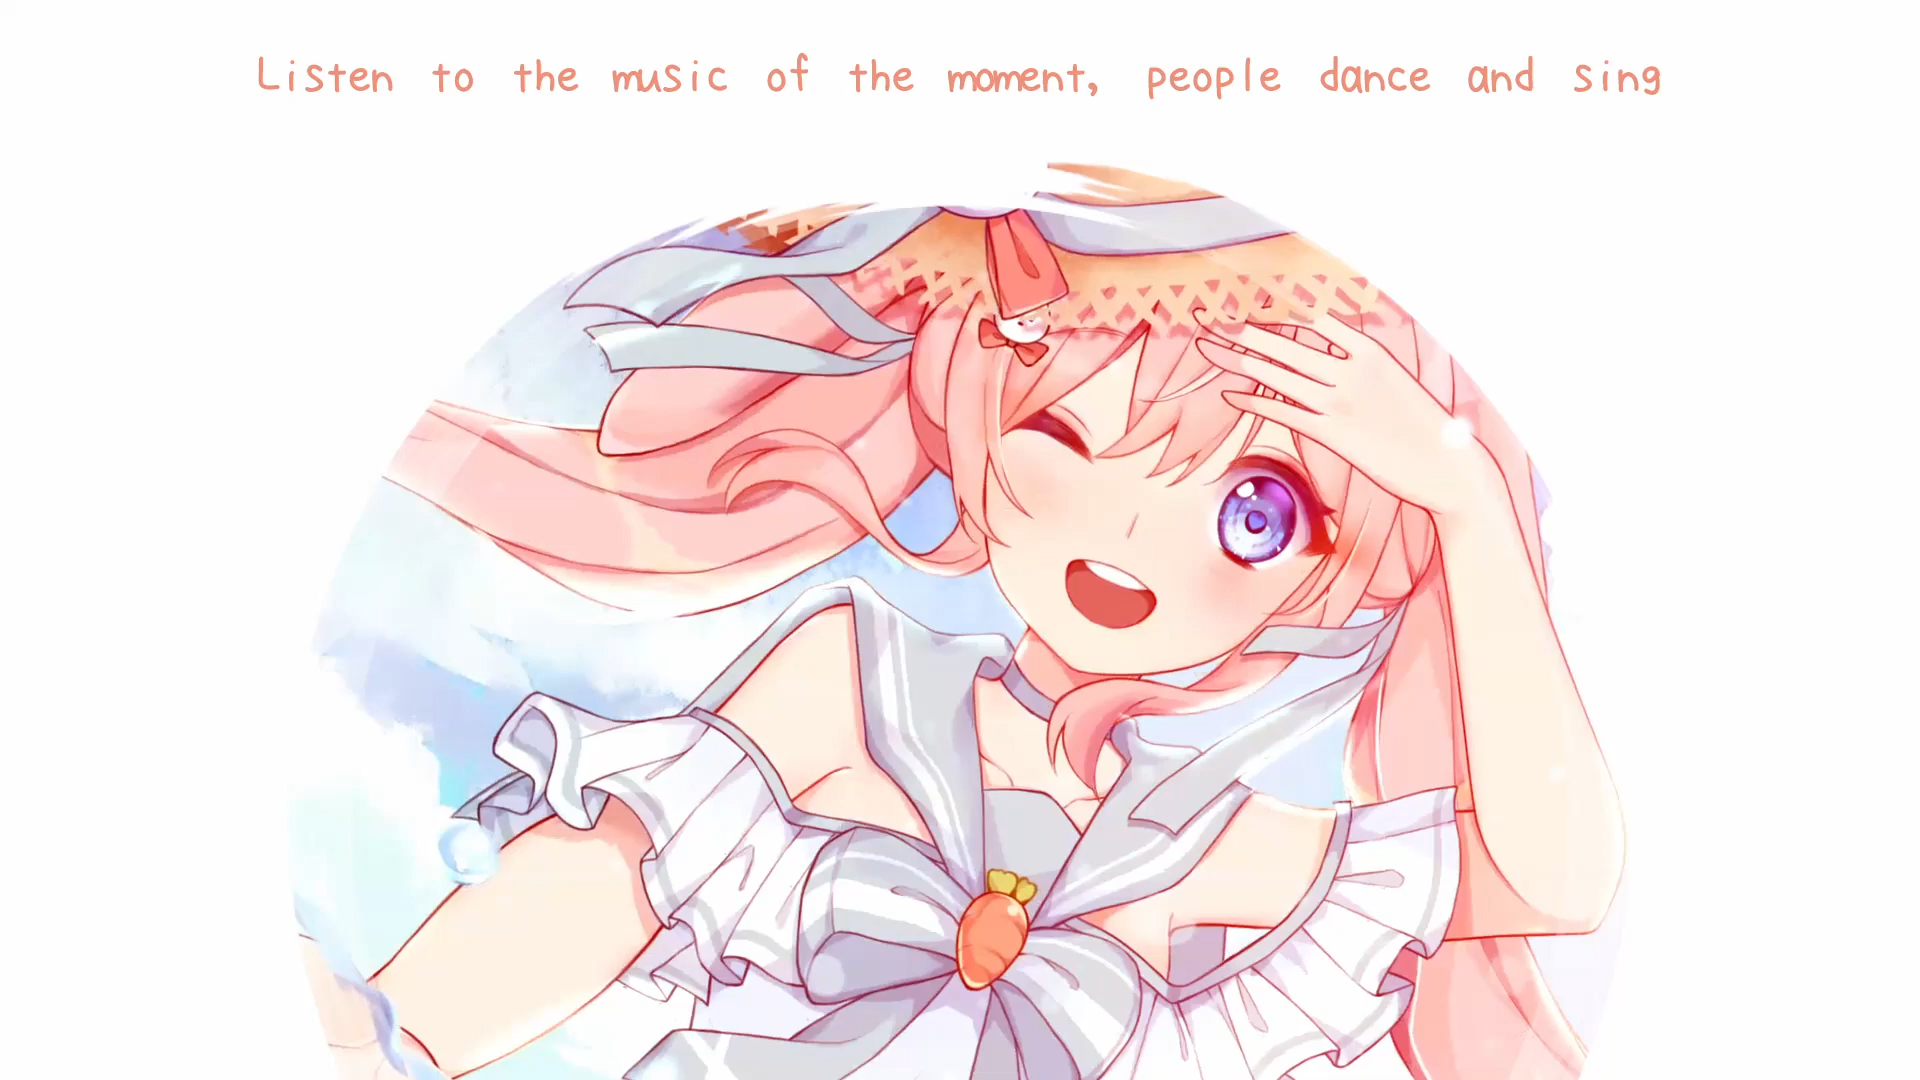 Listen to the music of the moment, people dance and sing